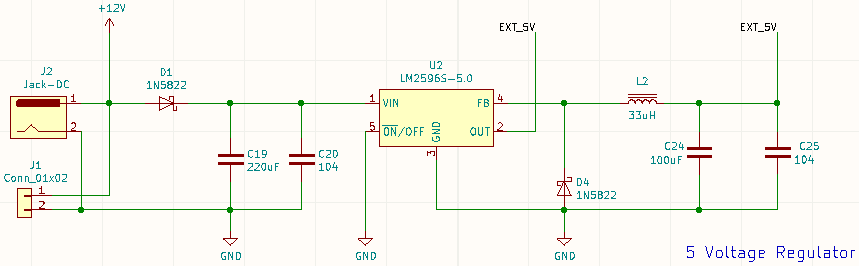 +12V
EXT_5V
EXT_5V
J2
Jack-DC
D1
1N5822
U2
LM2596S-5.0
L2
33uH
1
2
1
VIN
FB
4
5
ON/OFF
GND
OUT
2
3
C19
220uF
C20
104
C24
100uF
C25
104
J1
Conn_01x02
1
2
D4
1N5822
GND
GND
GND
5 Voltage Regulator